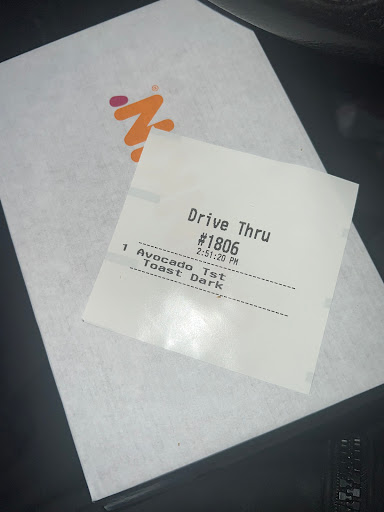 Drive Thru
#1806
2:51:20 PM
1 Avocado Tst
Toast Dark